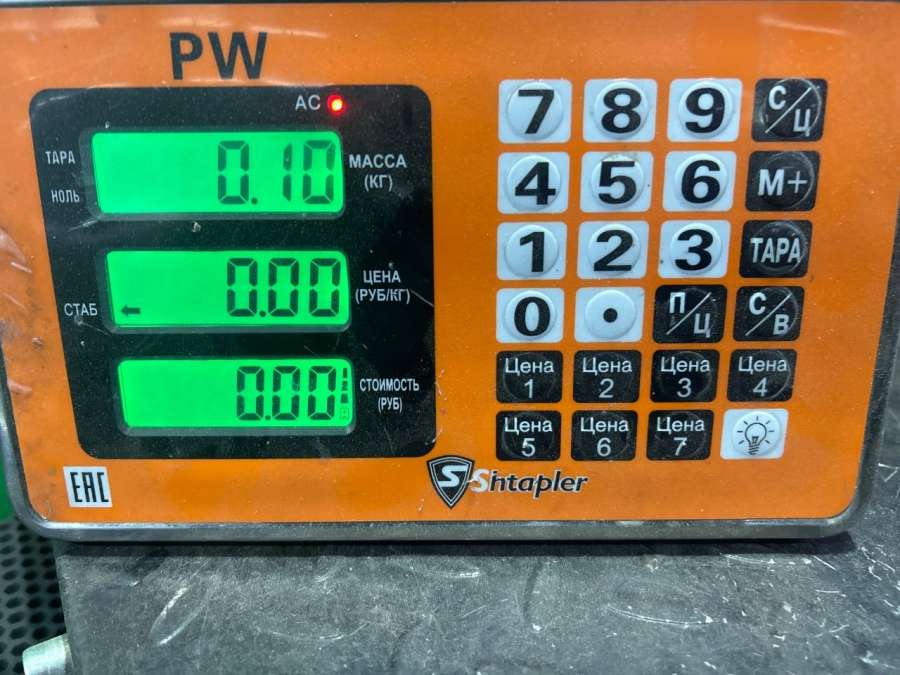 PW
AC
ТАРА
НОЛЬ
0.10
МАССА
(КГ)
СТАБ
0.00
ЦЕНА
(РУБ/КГ)
0.00
СТОИМОСТЬ
(РУБ)
7 8 9 С/Ц
4 5 6 М+
1 2 3 ТАРА
0 . П/Ц С/В
Цена 1 Цена 2 Цена 3 Цена 4
Цена 5 Цена 6 Цена 7
EAC
S Shtapler